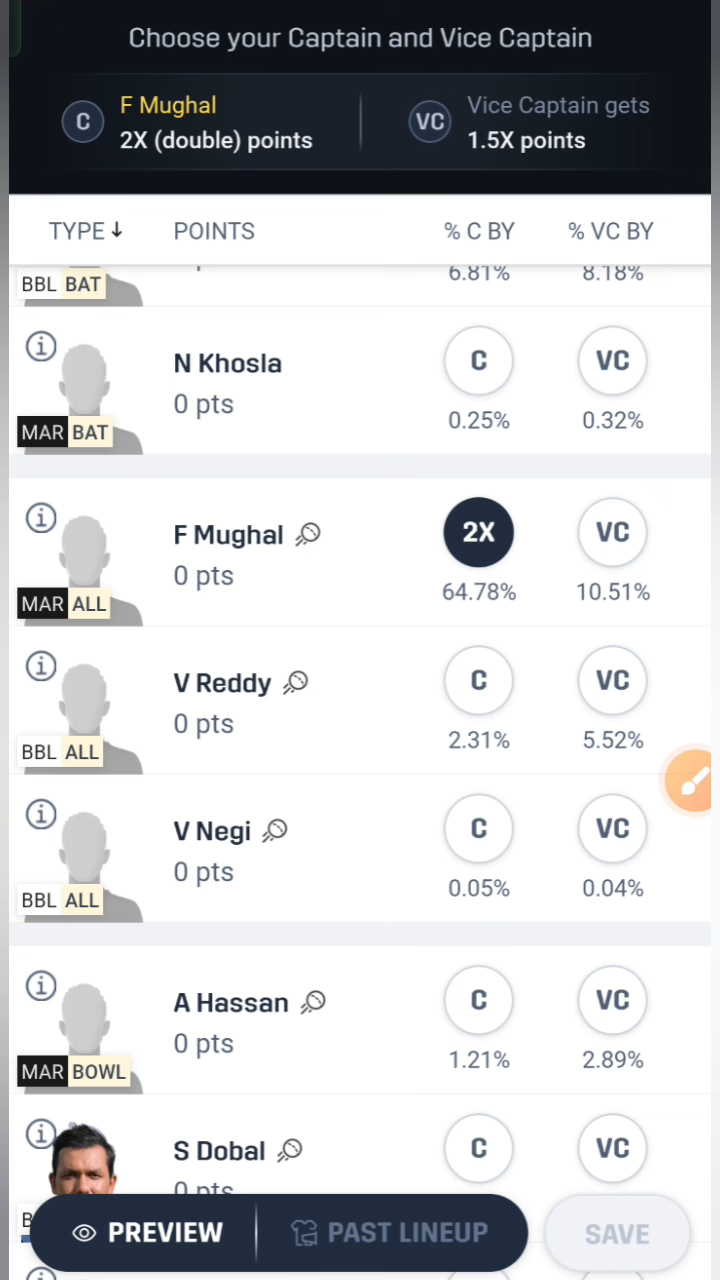 Choose your Captain and Vice Captain
C F Mughal 2X (double) points
VC Vice Captain gets 1.5X points
TYPE↓ POINTS % C BY % VC BY
BBL BAT 6.81% 8.18%
N Khosla C VC
0 pts 0.25% 0.32%
MAR BAT
F Mughal 2X VC
0 pts 64.78% 10.51%
MAR ALL
V Reddy C VC
0 pts 2.31% 5.52%
BBL ALL
V Negi C VC
0 pts 0.05% 0.04%
BBL ALL
A Hassan C VC
0 pts 1.21% 2.89%
MAR BOWL
S Dobal C VC
0 pts
PREVIEW PAST LINEUP SAVE